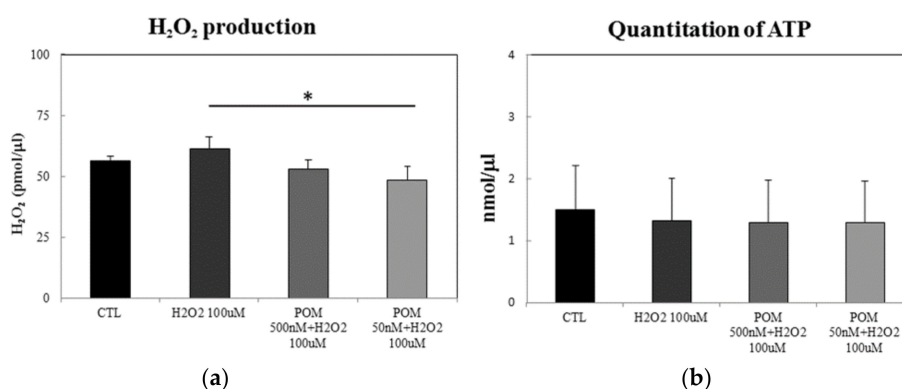 H₂O₂ production
H₂O₂ (pmol/µl)
100
75
50
25
0
*
CTL
H2O2 100uM
POM
500nM+H2O2
100uM
POM
50nM+H2O2
100uM
(a)
Quantitation of ATP
nmol/µl
4
3
2
1
0
CTL
H2O2 100uM
POM
500nM+H2O2
100uM
POM
50nM+H2O2
100uM
(b)